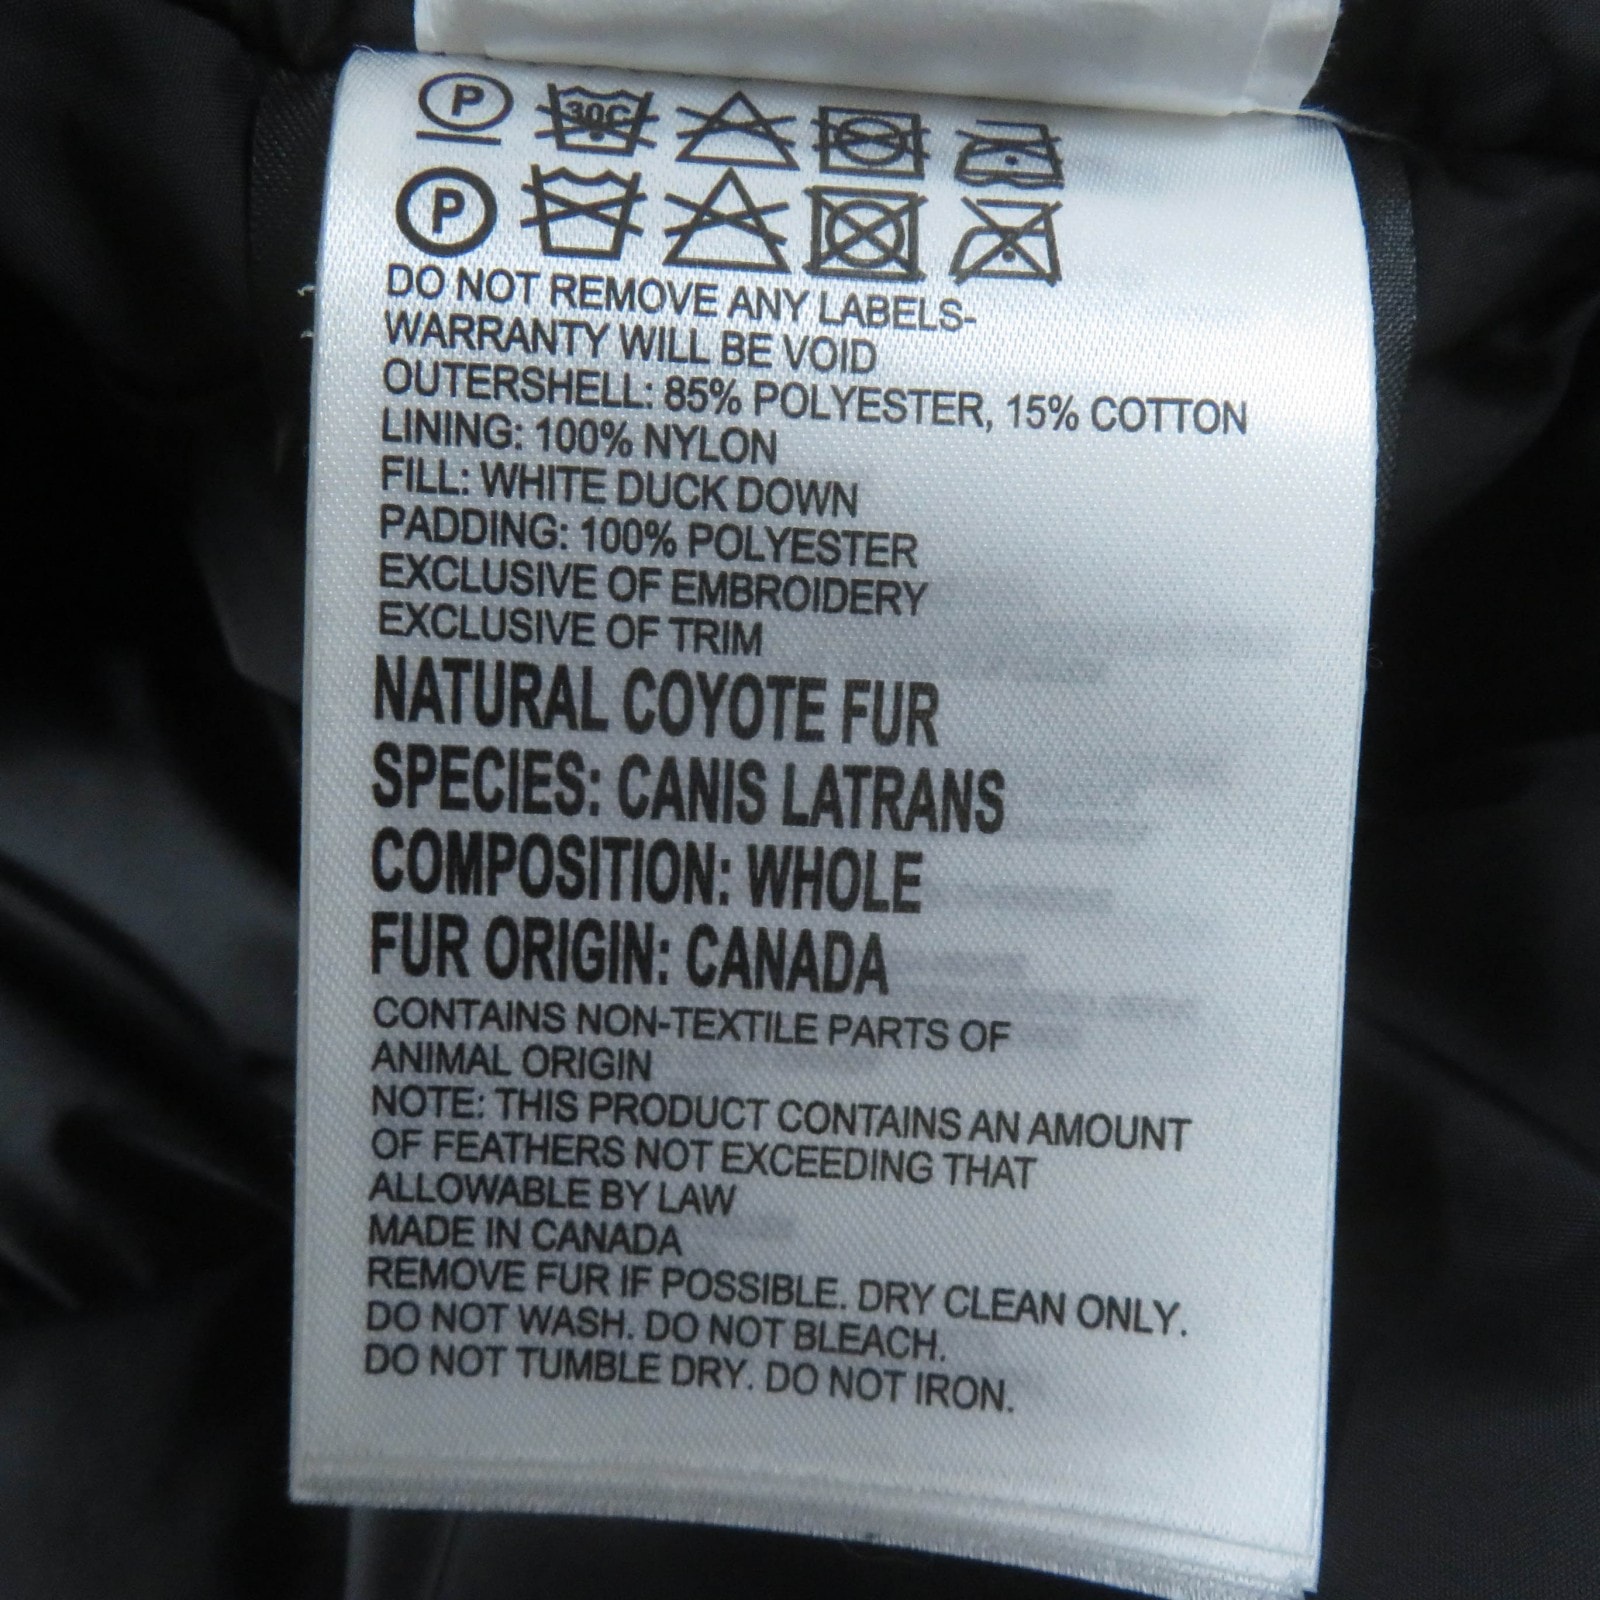 P 30C
P
DO NOT REMOVE ANY LABELS-
WARRANTY WILL BE VOID
OUTERSHELL: 85% POLYESTER, 15% COTTON
LINING: 100% NYLON
FILL: WHITE DUCK DOWN
PADDING: 100% POLYESTER
EXCLUSIVE OF EMBROIDERY
EXCLUSIVE OF TRIM
NATURAL COYOTE FUR
SPECIES: CANIS LATRANS
COMPOSITION: WHOLE
FUR ORIGIN: CANADA
CONTAINS NON-TEXTILE PARTS OF
ANIMAL ORIGIN
NOTE: THIS PRODUCT CONTAINS AN AMOUNT
OF FEATHERS NOT EXCEEDING THAT
ALLOWABLE BY LAW
MADE IN CANADA
REMOVE FUR IF POSSIBLE. DRY CLEAN ONLY.
DO NOT WASH. DO NOT BLEACH.
DO NOT TUMBLE DRY. DO NOT IRON.